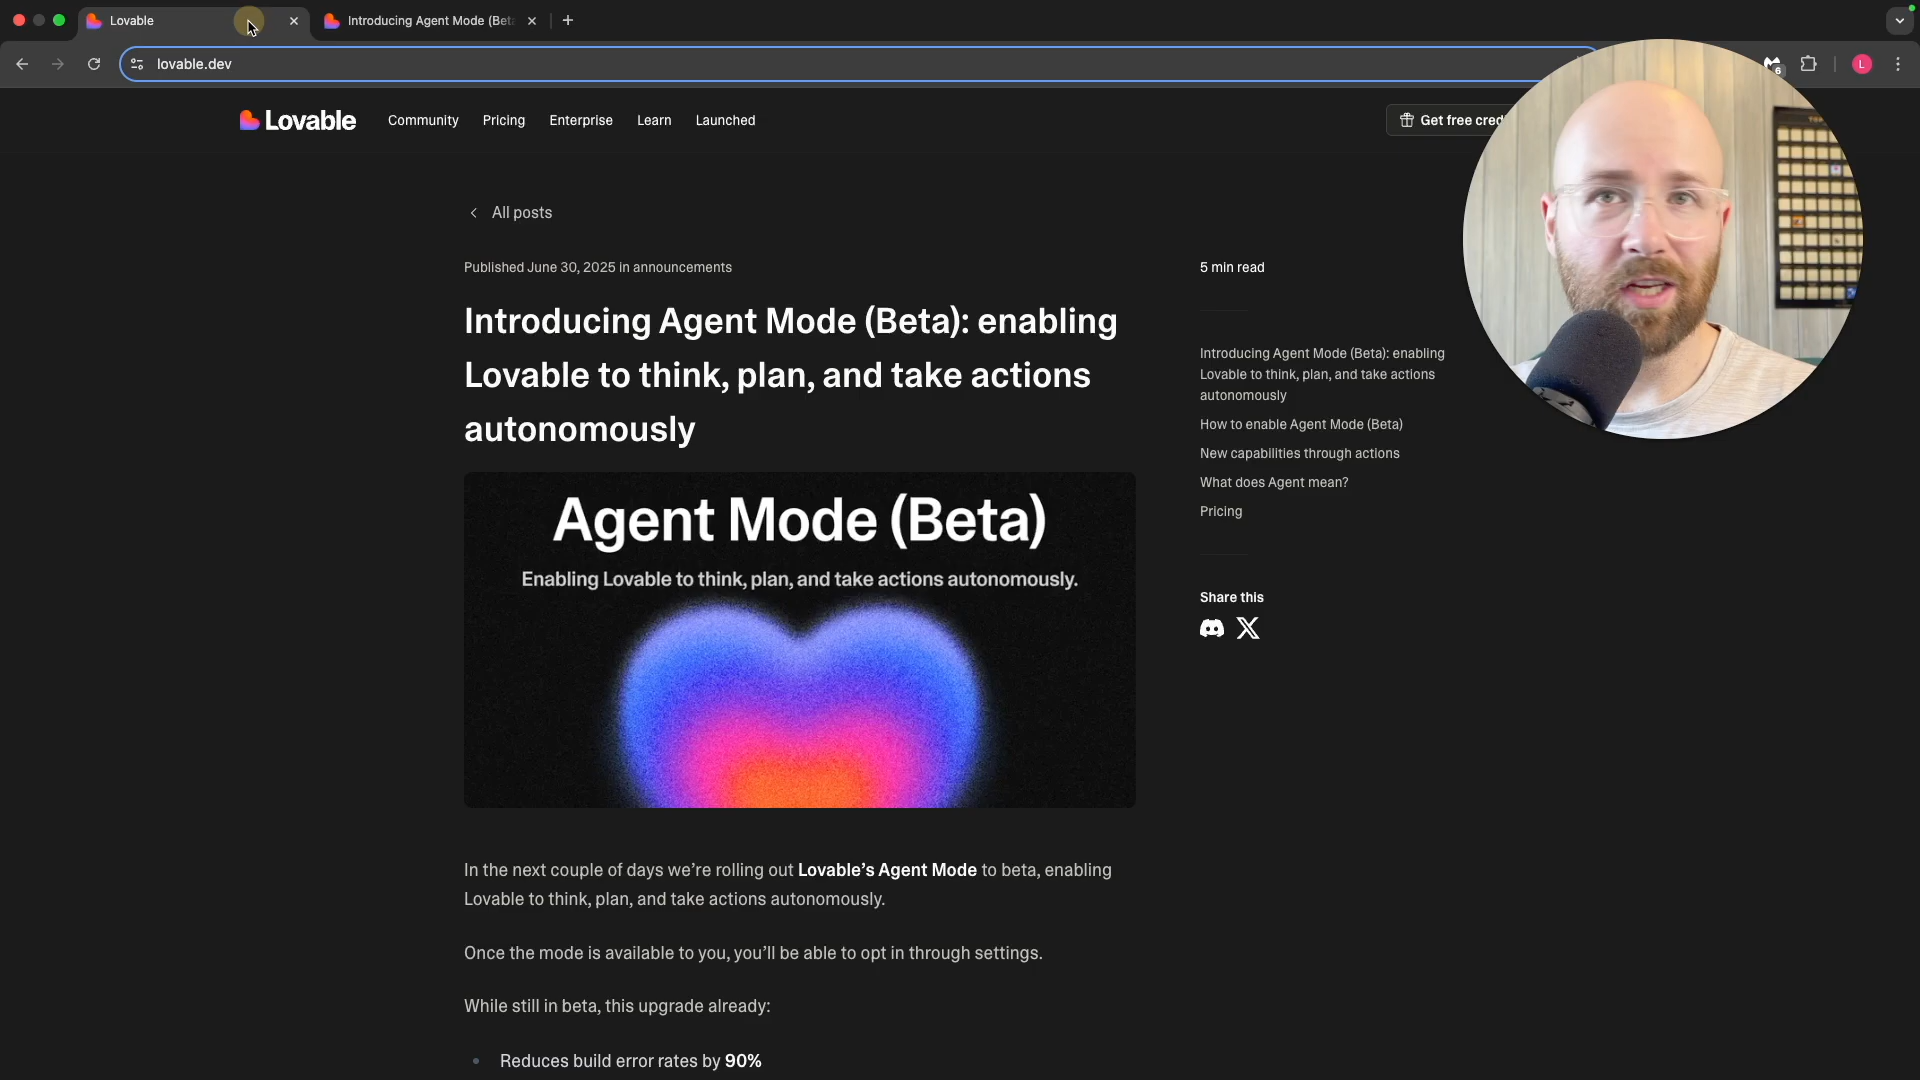 Lovable
Introducing Agent Mode (Bet
lovable.dev
6
L
Lovable
Community
Pricing
Enterprise
Learn
Launched
Get free cred
All posts
Published June 30, 2025 in announcements
Introducing Agent Mode (Beta): enabling
Lovable to think, plan, and take actions
autonomously
Agent Mode (Beta)
Enabling Lovable to think, plan, and take actions autonomously.
In the next couple of days we’re rolling out Lovable’s Agent Mode to beta, enabling
Lovable to think, plan, and take actions autonomously.
Once the mode is available to you, you’ll be able to opt in through settings.
While still in beta, this upgrade already:
Reduces build error rates by 90%
5 min read
Introducing Agent Mode (Beta): enabling
Lovable to think, plan, and take actions
autonomously
How to enable Agent Mode (Beta)
New capabilities through actions
What does Agent mean?
Pricing
Share this